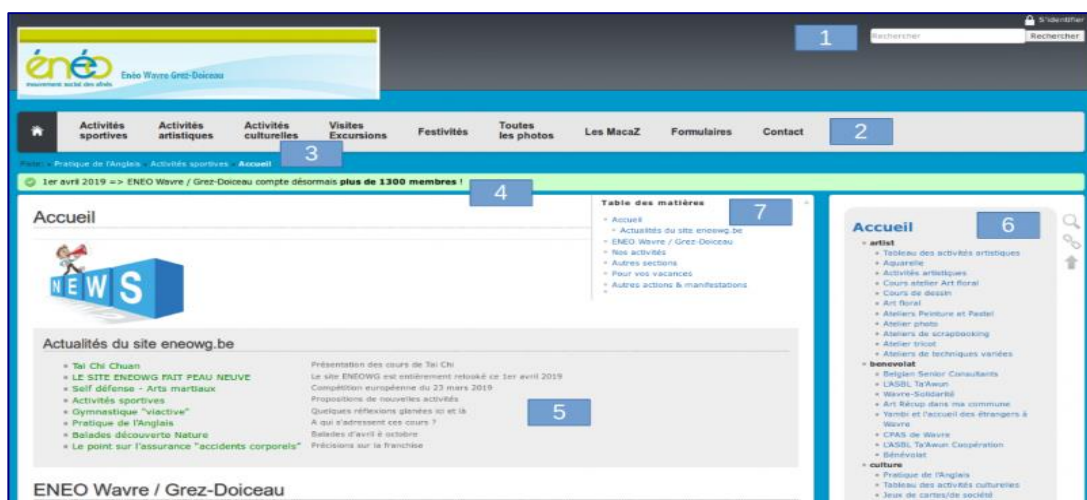 S'identifier
1
Rechercher
Rechercher
énéo
mouvement social des aînés
Enéo Wavre Grez-Doiceau
Activités sportives
Activités artistiques
Activités culturelles
Visites Excursions
Festivités
Toutes les photos
Les MacaZ
Formulaires
Contact
2
3
Piste: » Pratique de l'Anglais » Activités sportives » Accueil
1er avril 2019 => ENEO Wavre / Grez-Doiceau compte désormais plus de 1300 membres !
4
Accueil
NEWS
Table des matières
7
Accueil
Actualités du site eneowg.be
ENEO Wavre / Grez-Doiceau
Nos activités
Autres sections
Pour vos vacances
Autres actions & manifestations
Actualités du site eneowg.be
Tai Chi Chuan Présentation des cours de Tai Chi
LE SITE ENEOWG FAIT PEAU NEUVE Le site ENEOWG est entièrement relooké ce 1er avril 2019
Self défense - Arts martiaux Compétition européenne du 23 mars 2019
Activités sportives Propositions de nouvelles activités
Gymnastique "viactive" Quelques réflexions glanées ici et là
Pratique de l'Anglais A qui s'adressent ces cours ?
Balades découverte Nature Balades d'avril à octobre
Le point sur l'assurance "accidents corporels" Précisions sur la franchise
5
ENEO Wavre / Grez-Doiceau
Accueil
6
artist
Tableau des activités artistiques
Aquarelle
Activités artistiques
Cours atelier Art floral
Cours de dessin
Art floral
Ateliers Peinture et Pastel
Atelier photo
Ateliers de scrapbooking
Atelier tricot
Ateliers de techniques variées
benevolat
Belgian Senior Consultants
L'ASBL Ta'Awun
Wavre-Solidarité
Art Récup dans ma commune
Yambi et l'accueil des étrangers à
Wavre
CPAS de Wavre
L'ASBL Ta'Awun Coopération
Bénévolat
culture
Pratique de l'Anglais
Tableau des activités culturelles
Jeux de cartes/de société